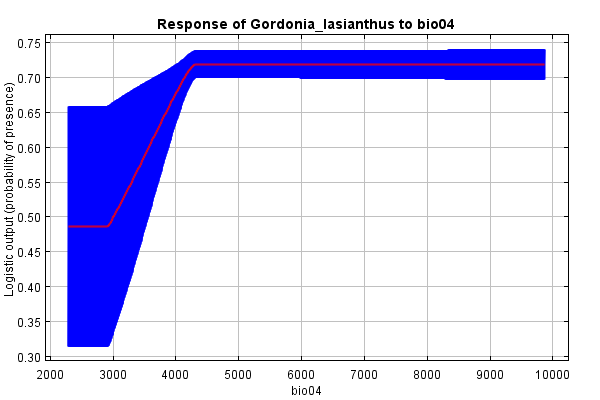 Response of Gordonia_lasianthus to bio04
Logistic output (probability of presence)
0.75
0.70
0.65
0.60
0.55
0.50
0.45
0.40
0.35
0.30
2000 3000 4000 5000 6000 7000 8000 9000 10000
bio04